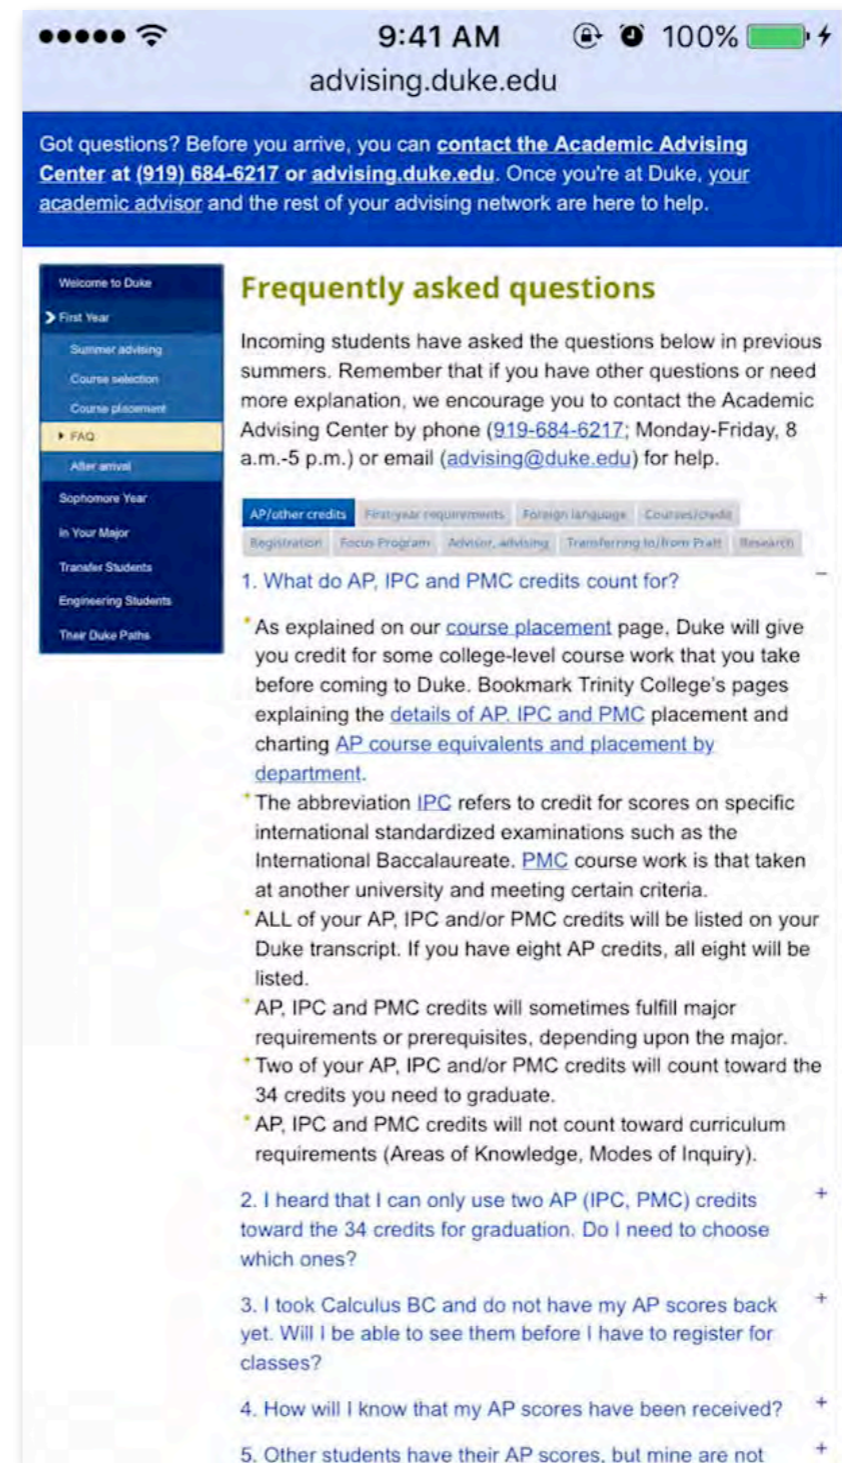 9:41 AM
100%
advising.duke.edu
Got questions? Before you arrive, you can contact the Academic Advising
Center at (919) 684-6217 or advising.duke.edu. Once you're at Duke, your
academic advisor and the rest of your advising network are here to help.
Welcome to Duke
First Year
Summer advising
Course selection
Course placement
FAQ
After arrival
Sophomore Year
In Your Major
Transfer Students
Engineering Students
Their Duke Paths
Frequently asked questions
Incoming students have asked the questions below in previous
summers. Remember that if you have other questions or need
more explanation, we encourage you to contact the Academic
Advising Center by phone (919-684-6217; Monday-Friday, 8
a.m.-5 p.m.) or email (advising@duke.edu) for help.
AP/other credits First-year requirements Foreign language Courses/credit
Registration Focus Program Advisor, advising Transferring to/from Pratt Research
1. What do AP, IPC and PMC credits count for? −
As explained on our course placement page, Duke will give
you credit for some college-level course work that you take
before coming to Duke. Bookmark Trinity College's pages
explaining the details of AP. IPC and PMC placement and
charting AP course equivalents and placement by
department.
The abbreviation IPC refers to credit for scores on specific
international standardized examinations such as the
International Baccalaureate. PMC course work is that taken
at another university and meeting certain criteria.
ALL of your AP, IPC and/or PMC credits will be listed on your
Duke transcript. If you have eight AP credits, all eight will be
listed.
AP, IPC and PMC credits will sometimes fulfill major
requirements or prerequisites, depending upon the major.
Two of your AP, IPC and/or PMC credits will count toward the
34 credits you need to graduate.
AP, IPC and PMC credits will not count toward curriculum
requirements (Areas of Knowledge, Modes of Inquiry).
2. I heard that I can only use two AP (IPC, PMC) credits +
toward the 34 credits for graduation. Do I need to choose
which ones?
3. I took Calculus BC and do not have my AP scores back +
yet. Will I be able to see them before I have to register for
classes?
4. How will I know that my AP scores have been received? +
5. Other students have their AP scores, but mine are not +